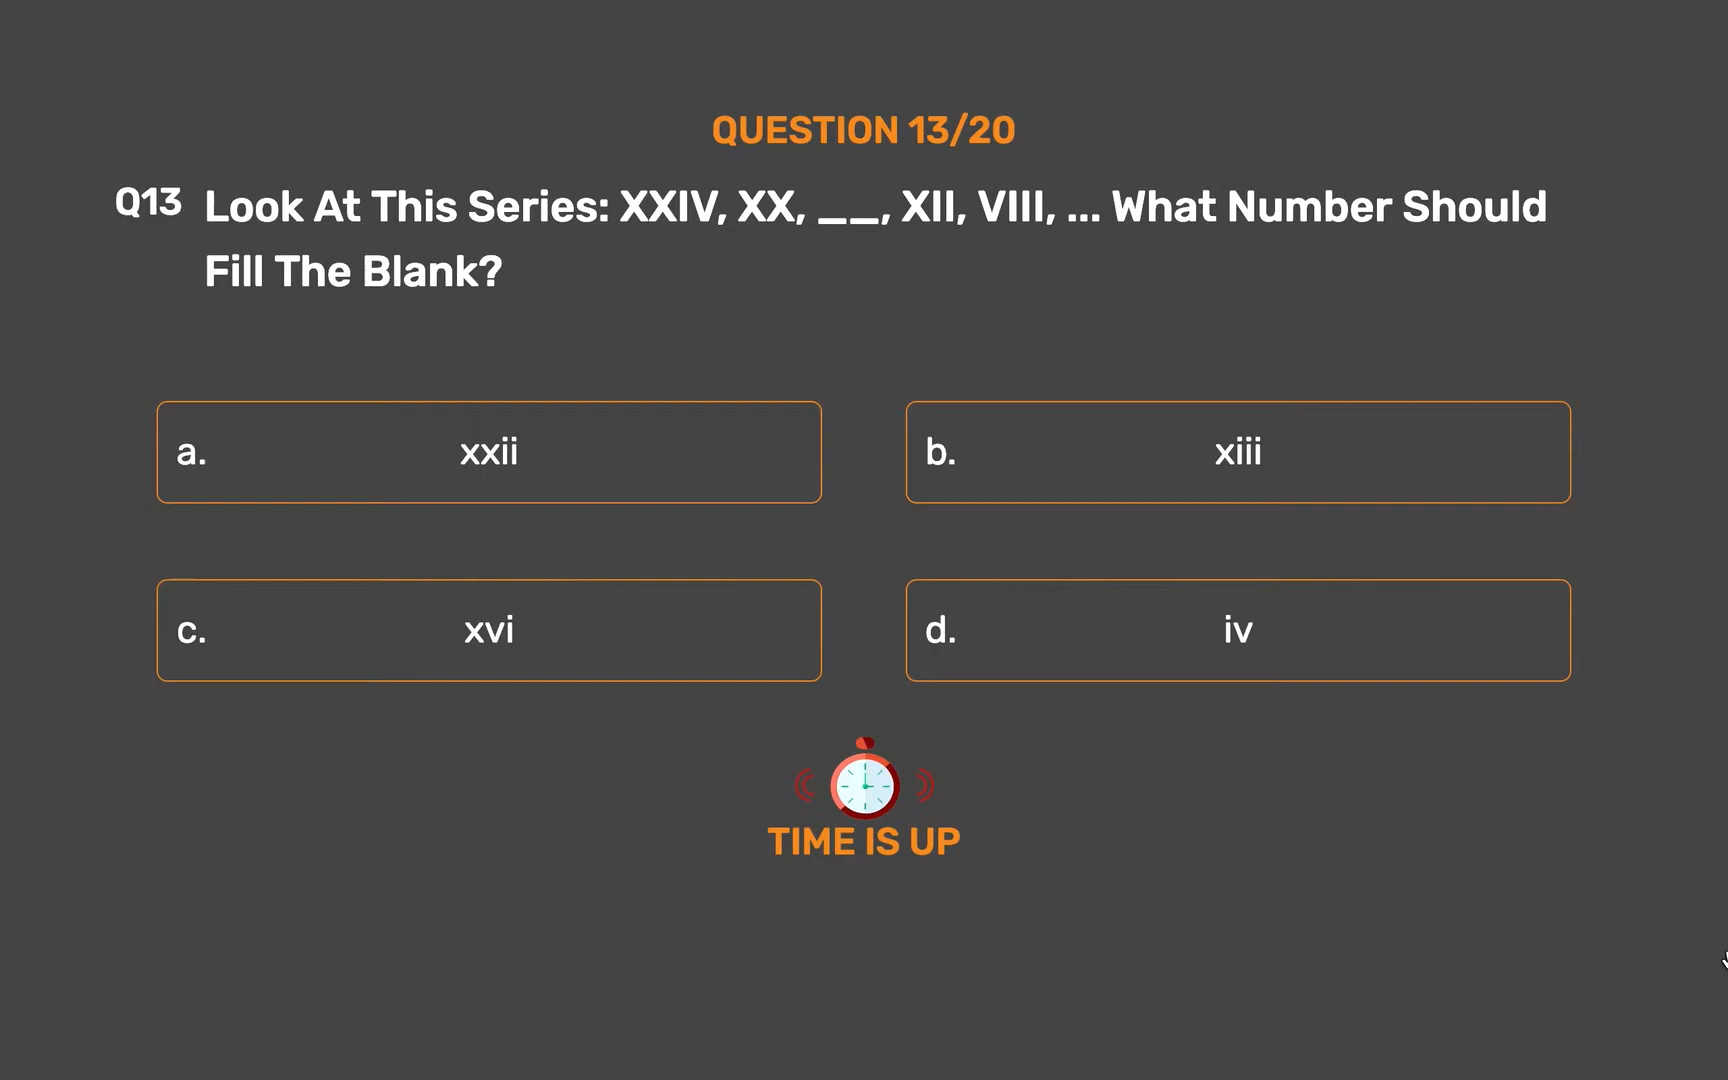 QUESTION 13/20
Q13 Look At This Series: XXIV, XX, __, XII, VIII, ... What Number Should
Fill The Blank?
a. xxii
b. xiii
c. xvi
d. iv
TIME IS UP